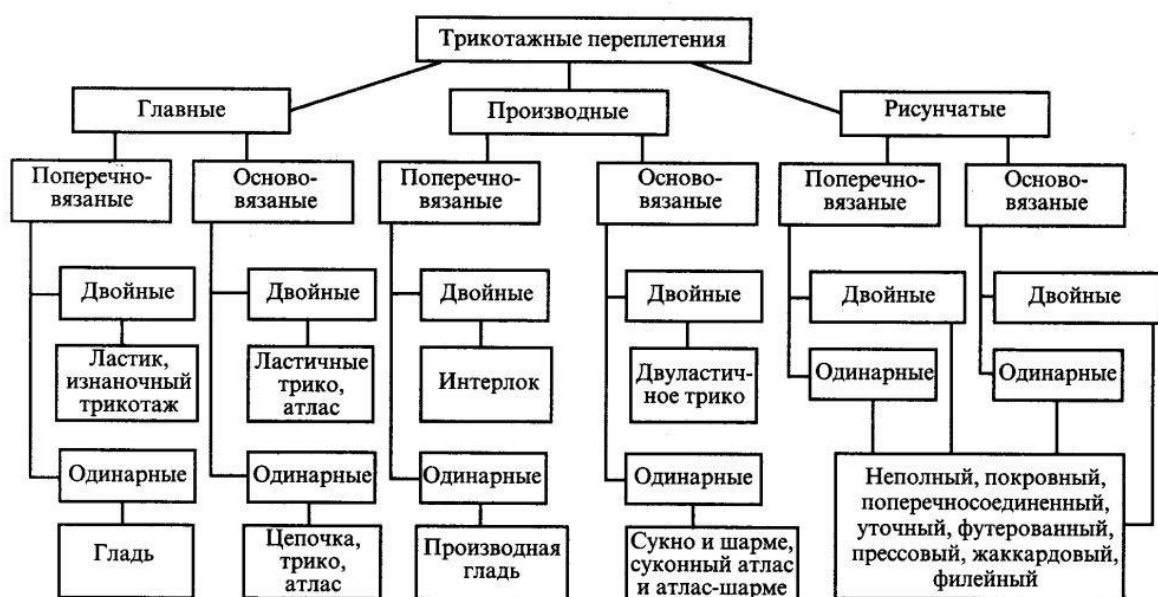 Трикотажные переплетения
Главные
Производные
Рисунчатые
Поперечно-
вязаные
Осново-
вязаные
Поперечно-
вязаные
Осново-
вязаные
Поперечно-
вязаные
Осново-
вязаные
Двойные
Двойные
Двойные
Двойные
Двойные
Двойные
Ластик,
изнаночный
трикотаж
Ластичные
трико,
атлас
Интерлок
Двуластич-
ное трико
Одинарные
Одинарные
Одинарные
Одинарные
Одинарные
Одинарные
Гладь
Цепочка,
трико,
атлас
Производная
гладь
Сукно и шарме,
суконный атлас
и атлас-шарме
Неполный, покровный,
поперечносоединенный,
уточный, футерованный,
прессовый, жаккардовый,
филейный